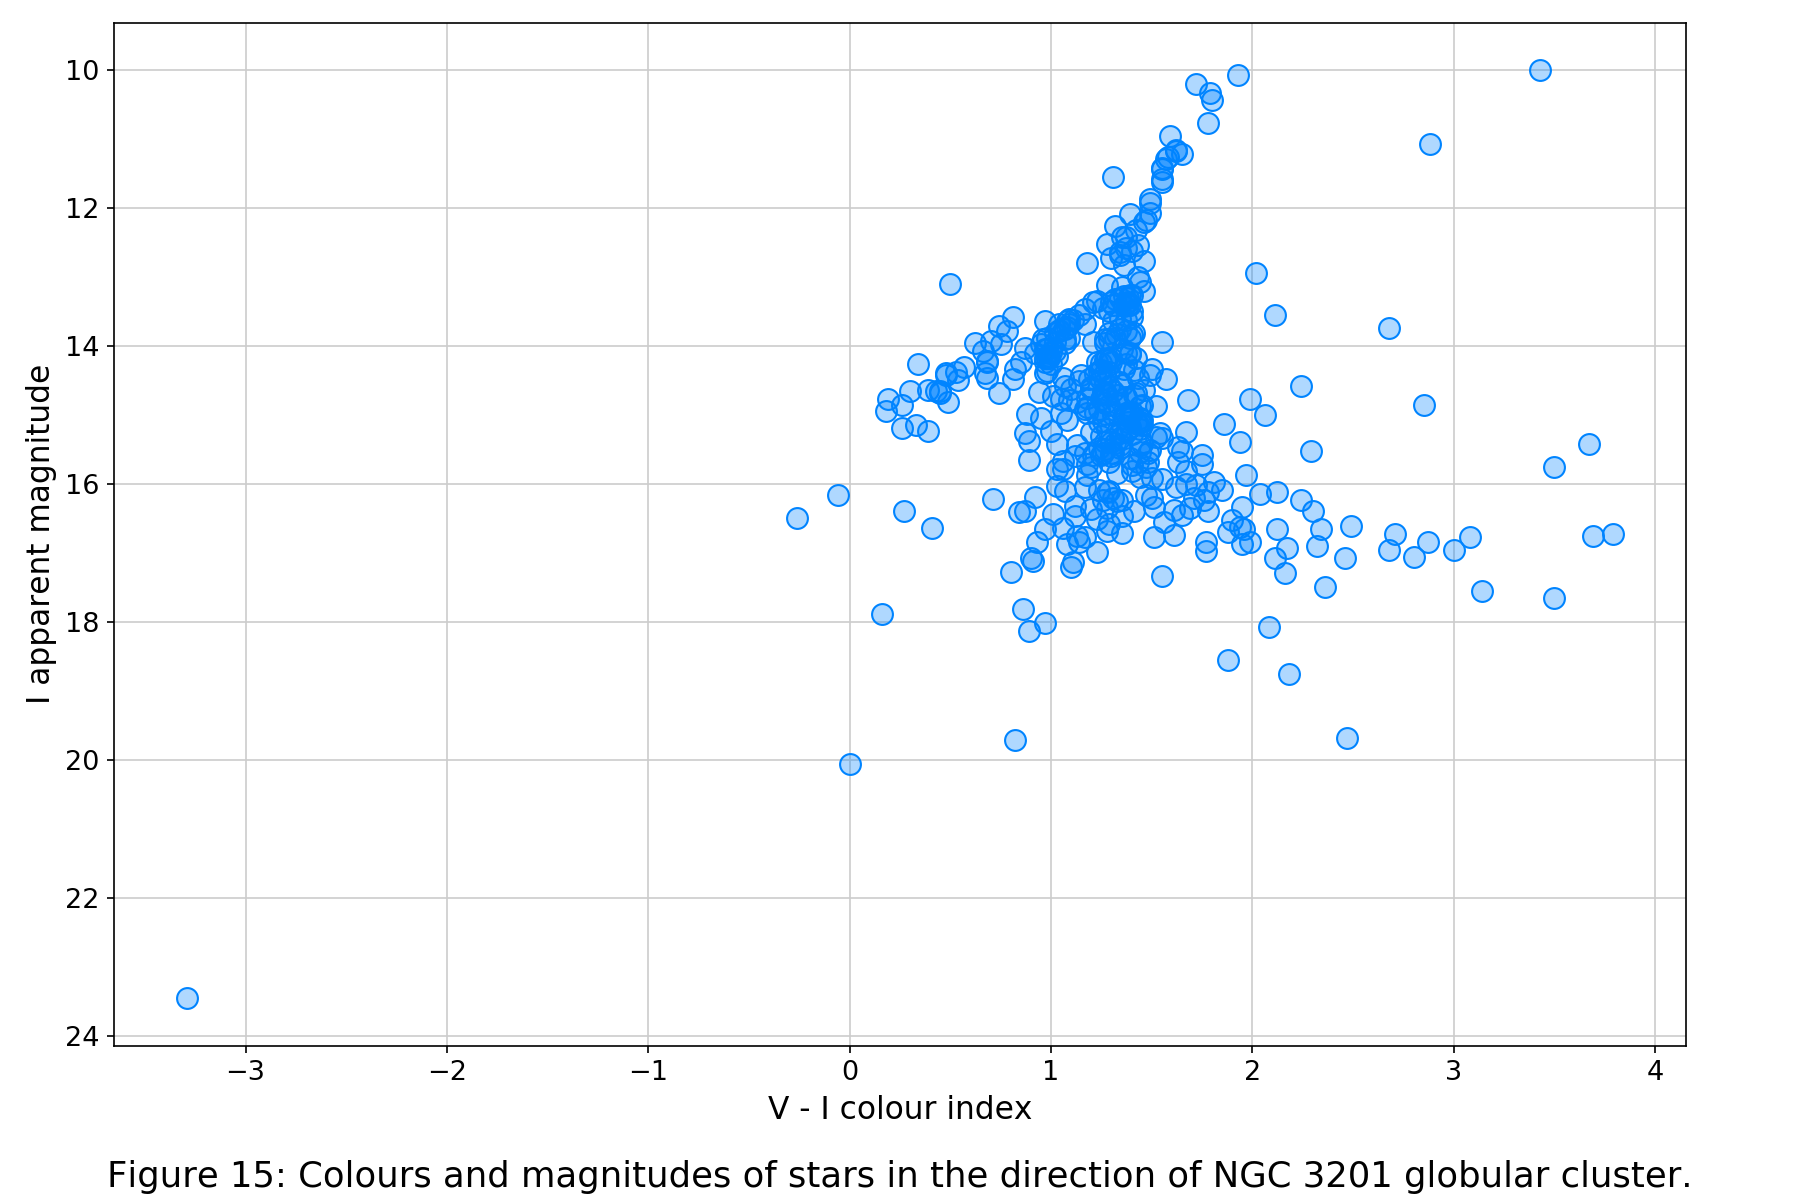 10
12
14
16
18
20
22
24
I apparent magnitude
−3 −2 −1 0 1 2 3 4
V - I colour index
Figure 15: Colours and magnitudes of stars in the direction of NGC 3201 globular cluster.